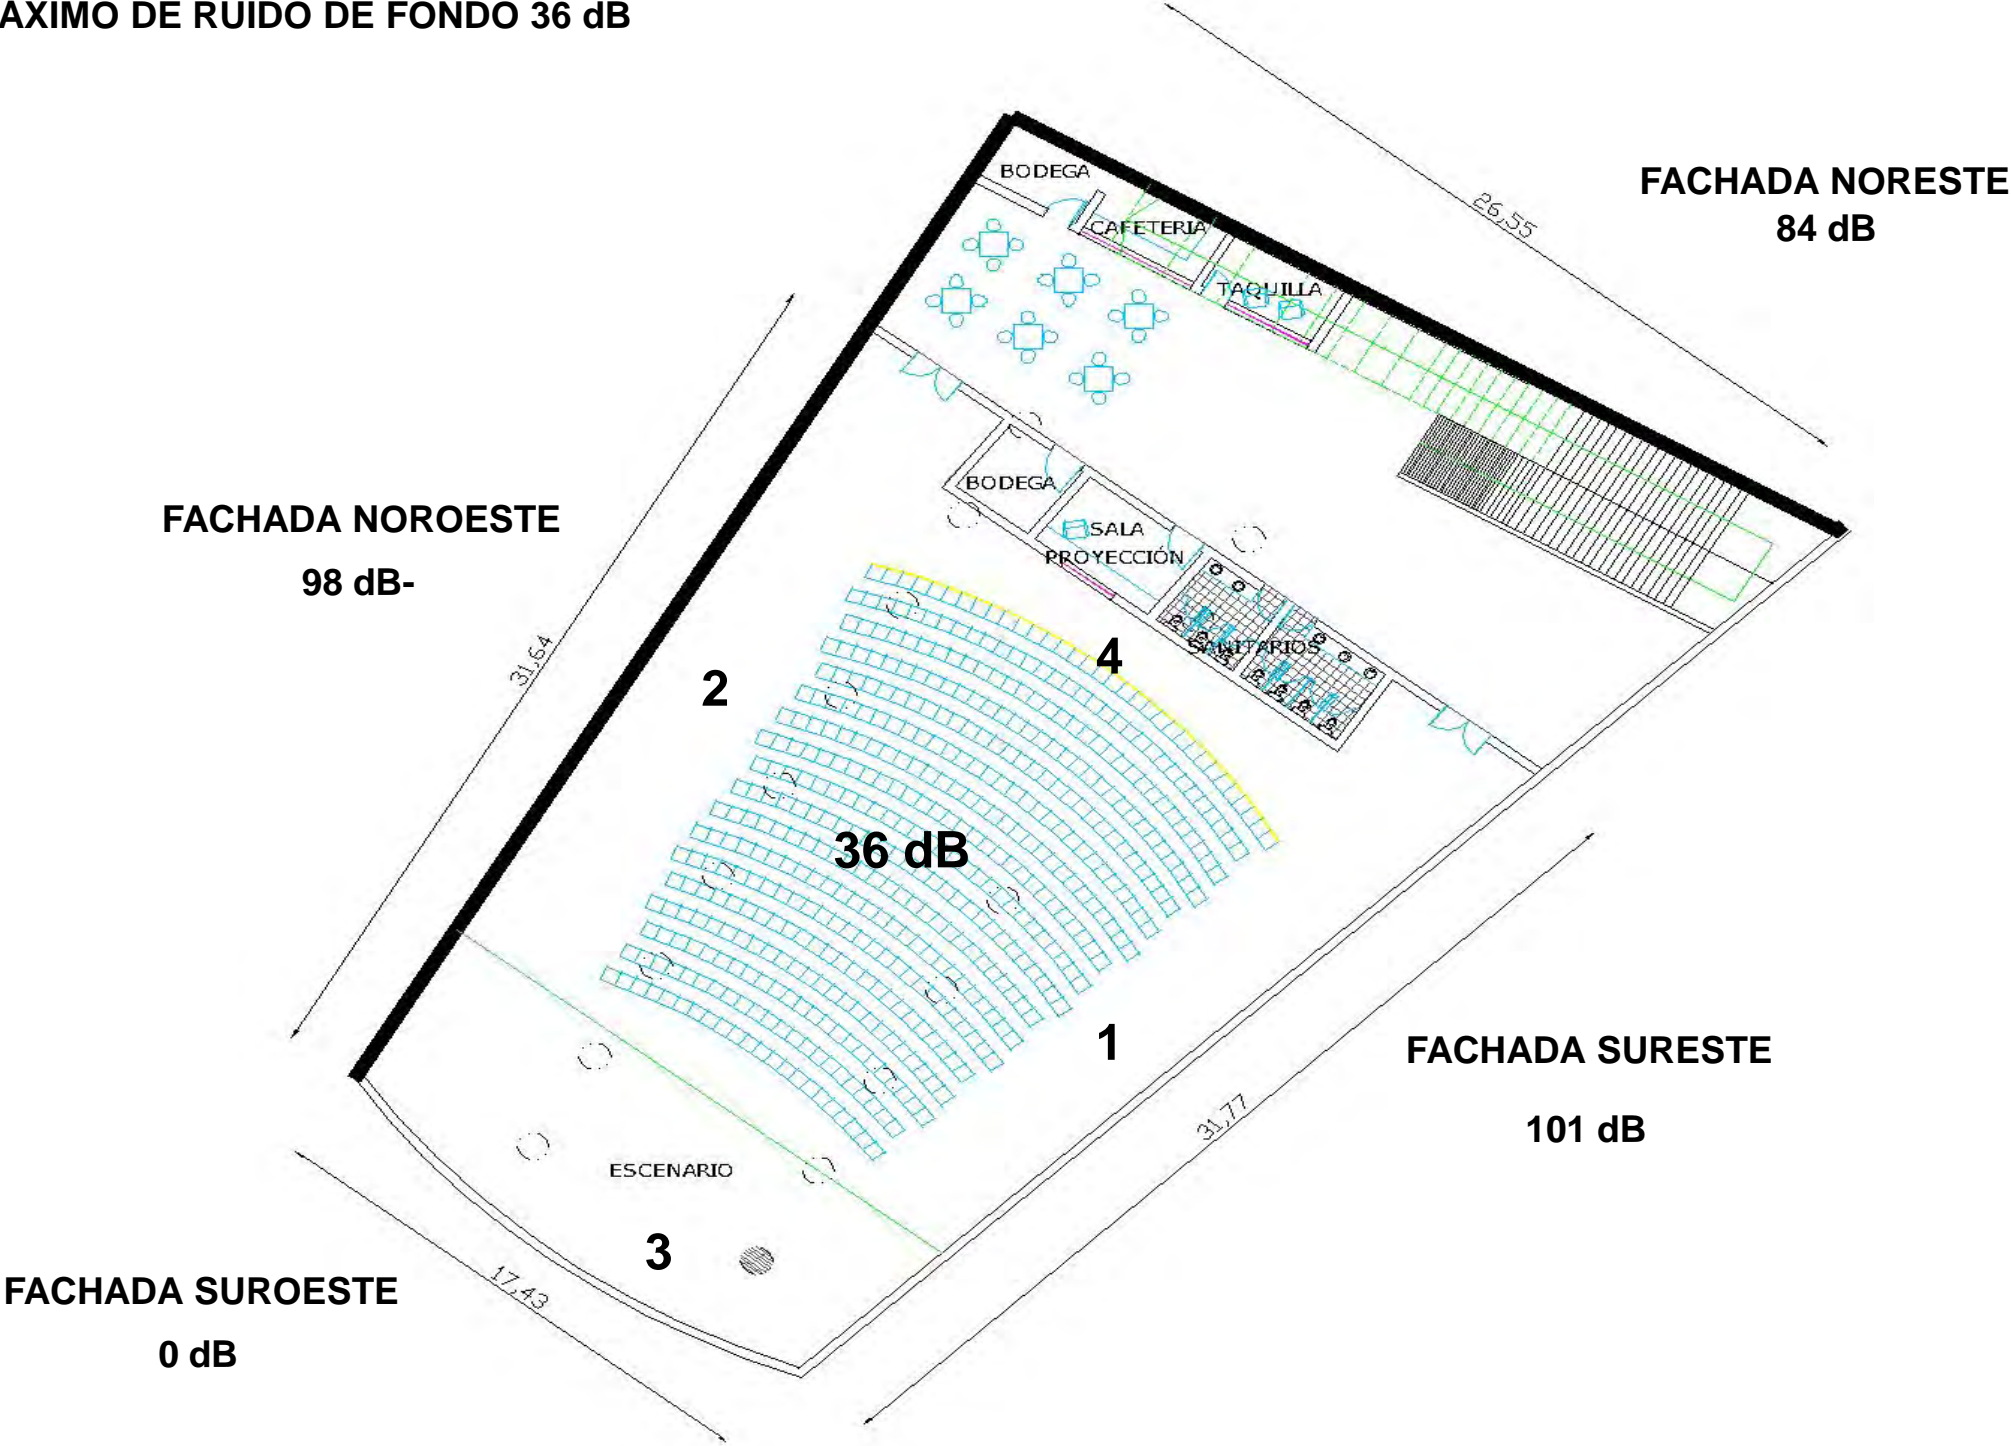 AXIMO DE RUIDO DE FONDO 36 dB
FACHADA NORESTE
84 dB
26,55
BODEGA
CAFETERIA
TAQUILLA
FACHADA NOROESTE
98 dB-
31,64
BODEGA
SALA
PROYECCIÓN
SANITARIOS
4
2
36 dB
1
FACHADA SURESTE
101 dB
31,77
ESCENARIO
3
FACHADA SUROESTE
0 dB
17,43